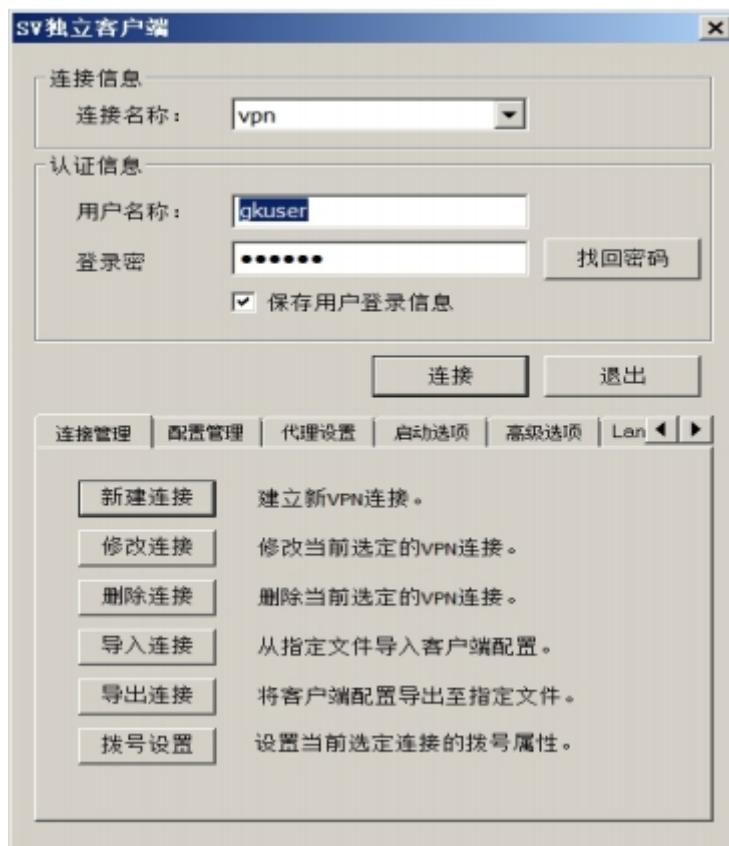 SV独立客户端
连接信息
连接名称：
vpn
认证信息
用户名称：
gkuser
登录密
●●●●●●
找回密码
保存用户登录信息
连接
退出
连接管理 配置管理 代理设置 启动选项 高级选项 Lan
新建连接 建立新VPN连接。
修改连接 修改当前选定的VPN连接。
删除连接 删除当前选定的VPN连接。
导入连接 从指定文件导入客户端配置。
导出连接 将客户端配置导出至指定文件。
拨号设置 设置当前选定连接的拨号属性。